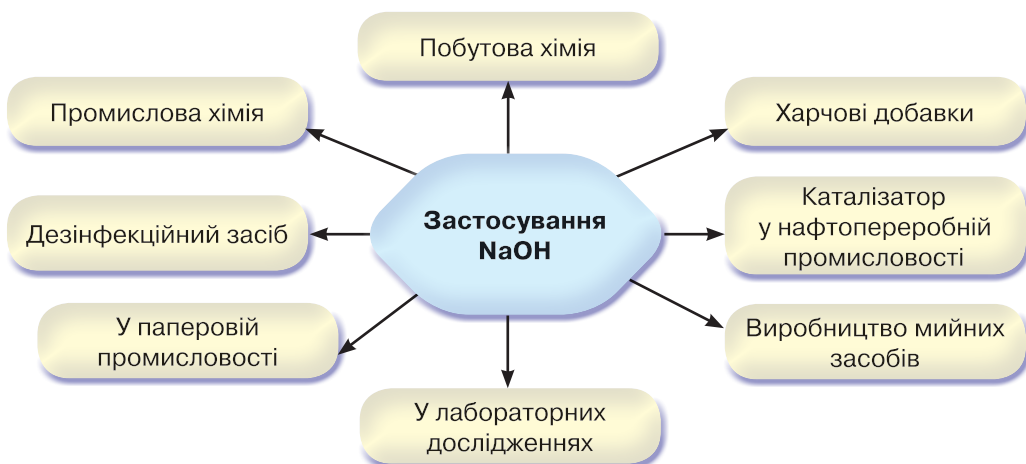 Побутова хімія
Промислова хімія
Харчові добавки
Дезінфекційний засіб
Застосування
NaOH
Каталізатор
у нафтопереробній
промисловості
У паперовій
промисловості
Виробництво мийних
засобів
У лабораторних
дослідженнях